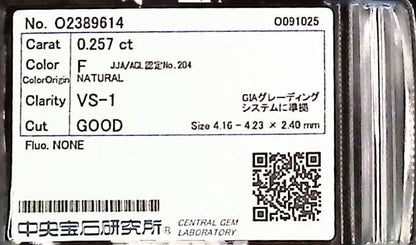 No. O2389614 O091025
Carat 0.257 ct
Color F JJA/AGL認定No.204
ColorOrigin NATURAL
Clarity VS-1 GIAグレーディングシステムに準拠
Cut GOOD Size 4.16 - 4.23 × 2.40 mm
Fluo. NONE
中央宝石研究所® CENTRAL GEM LABORATORY